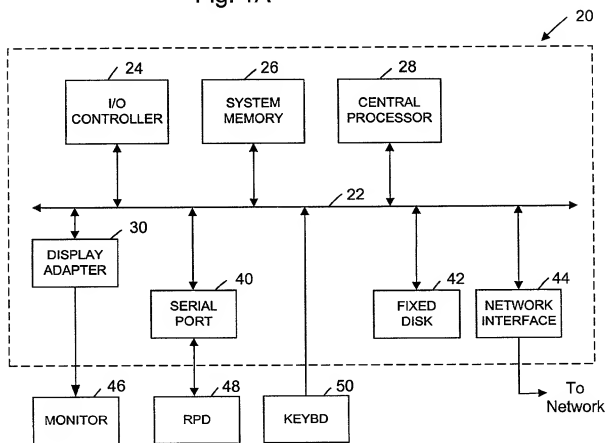 Fig. 1A
20
24
26
28
I/O
CONTROLLER
SYSTEM
MEMORY
CENTRAL
PROCESSOR
22
30
DISPLAY
ADAPTER
40
42
44
SERIAL
PORT
FIXED
DISK
NETWORK
INTERFACE
46
48
50
MONITOR
RPD
KEYBD
To
Network